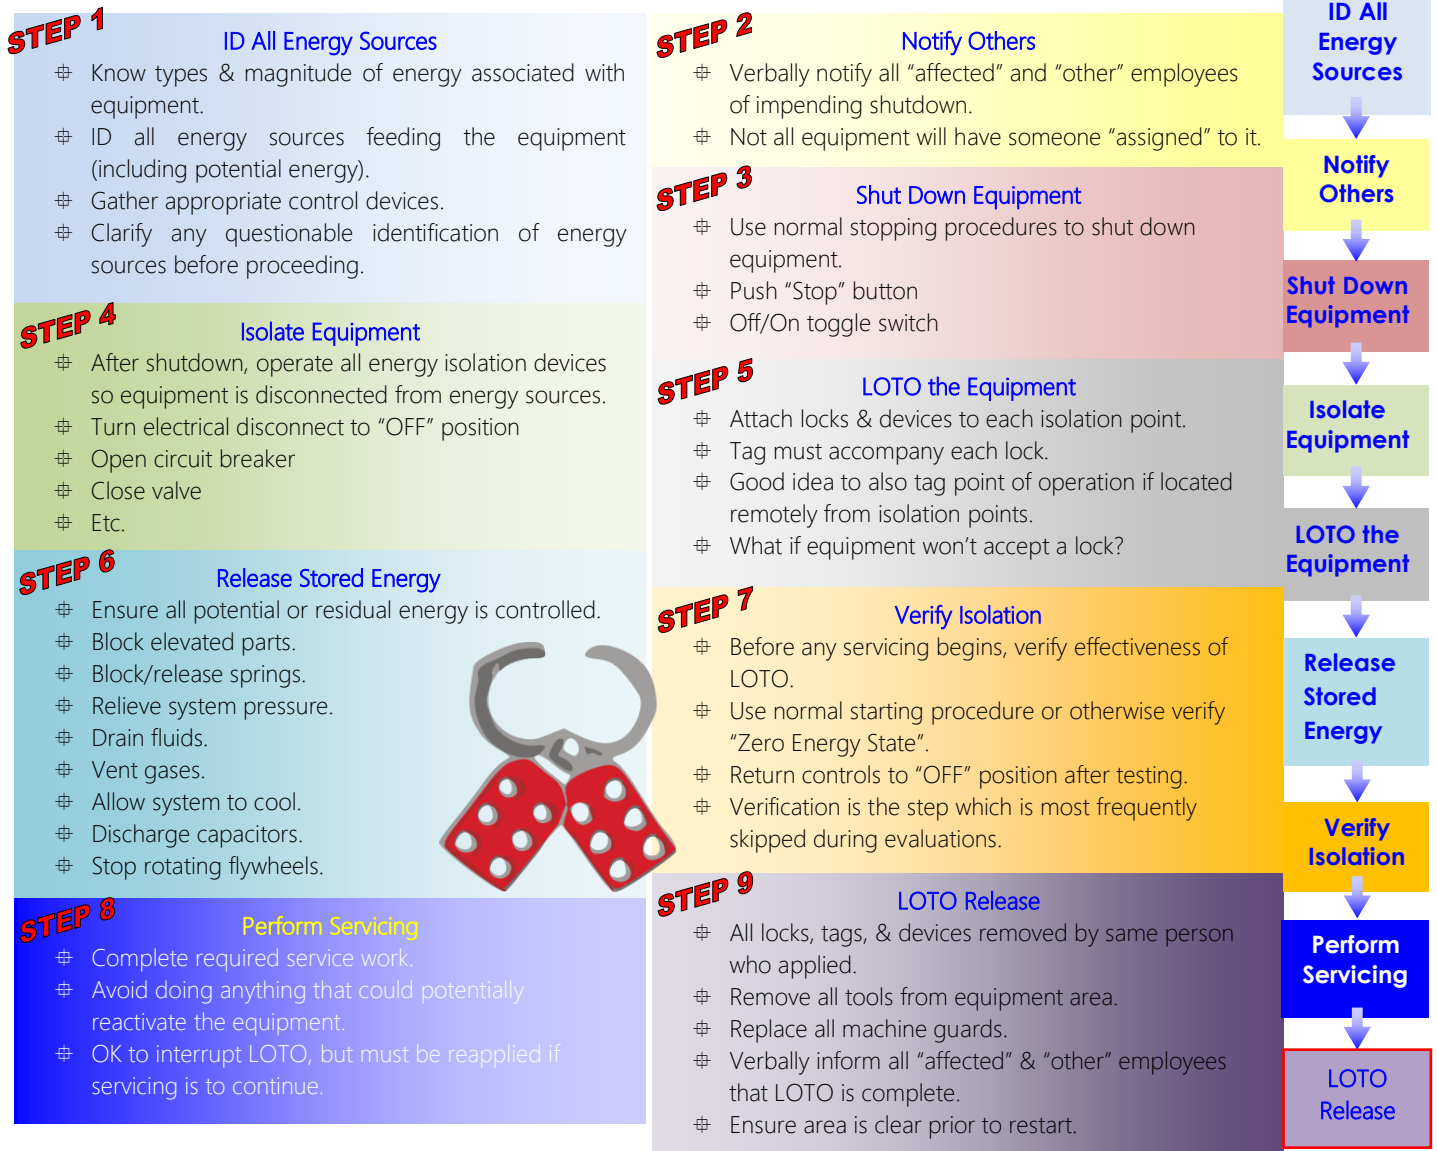 STEP 1
ID All Energy Sources
⌖ Know types & magnitude of energy associated with
equipment.
⌖ ID all energy sources feeding the equipment
(including potential energy).
⌖ Gather appropriate control devices.
⌖ Clarify any questionable identification of energy
sources before proceeding.
STEP 2
Notify Others
⌖ Verbally notify all “affected” and “other” employees
of impending shutdown.
⌖ Not all equipment will have someone “assigned” to it.
STEP 3
Shut Down Equipment
⌖ Use normal stopping procedures to shut down
equipment.
⌖ Push “Stop” button
⌖ Off/On toggle switch
STEP 4
Isolate Equipment
⌖ After shutdown, operate all energy isolation devices
so equipment is disconnected from energy sources.
⌖ Turn electrical disconnect to “OFF” position
⌖ Open circuit breaker
⌖ Close valve
⌖ Etc.
STEP 5
LOTO the Equipment
⌖ Attach locks & devices to each isolation point.
⌖ Tag must accompany each lock.
⌖ Good idea to also tag point of operation if located
remotely from isolation points.
⌖ What if equipment won’t accept a lock?
STEP 6
Release Stored Energy
⌖ Ensure all potential or residual energy is controlled.
⌖ Block elevated parts.
⌖ Block/release springs.
⌖ Relieve system pressure.
⌖ Drain fluids.
⌖ Vent gases.
⌖ Allow system to cool.
⌖ Discharge capacitors.
⌖ Stop rotating flywheels.
STEP 7
Verify Isolation
⌖ Before any servicing begins, verify effectiveness of
LOTO.
⌖ Use normal starting procedure or otherwise verify
“Zero Energy State”.
⌖ Return controls to “OFF” position after testing.
⌖ Verification is the step which is most frequently
skipped during evaluations.
STEP 8
Perform Servicing
⌖ Complete required service work.
⌖ Avoid doing anything that could potentially
reactivate the equipment.
⌖ OK to interrupt LOTO, but must be reapplied if
servicing is to continue.
STEP 9
LOTO Release
⌖ All locks, tags, & devices removed by same person
who applied.
⌖ Remove all tools from equipment area.
⌖ Replace all machine guards.
⌖ Verbally inform all “affected” & “other” employees
that LOTO is complete.
⌖ Ensure area is clear prior to restart.
ID All
Energy
Sources
Notify
Others
Shut Down
Equipment
Isolate
Equipment
LOTO the
Equipment
Release
Stored
Energy
Verify
Isolation
Perform
Servicing
LOTO
Release